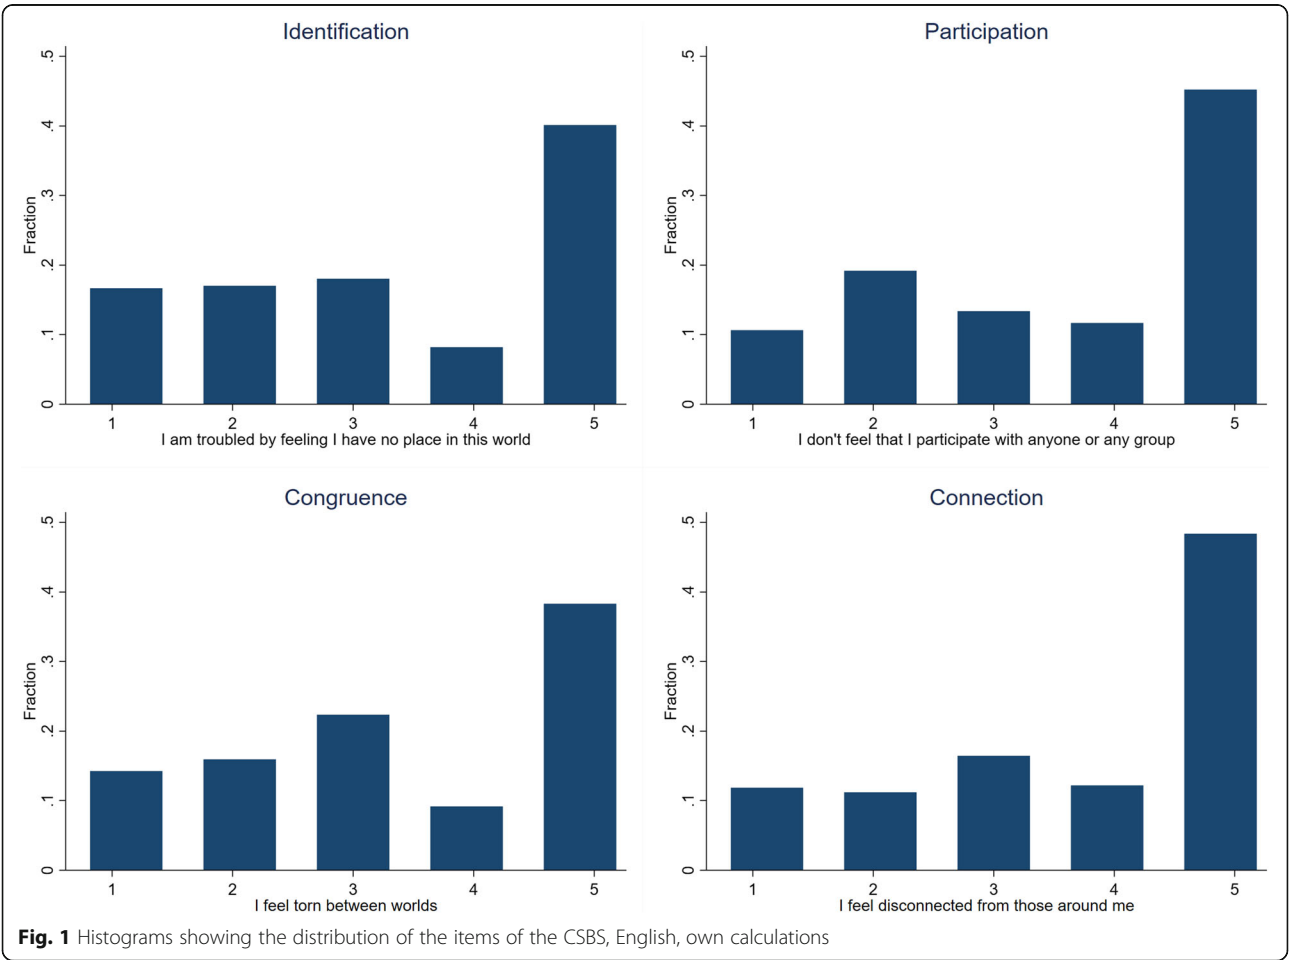 Identification
.5
.4
.3
.2
.1
0
Fraction
1 2 3 4 5
I am troubled by feeling I have no place in this world
Participation
.5
.4
.3
.2
.1
0
Fraction
1 2 3 4 5
I don't feel that I participate with anyone or any group
Congruence
.5
.4
.3
.2
.1
0
Fraction
1 2 3 4 5
I feel torn between worlds
Connection
.5
.4
.3
.2
.1
0
Fraction
1 2 3 4 5
I feel disconnected from those around me
Fig. 1 Histograms showing the distribution of the items of the CSBS, English, own calculations